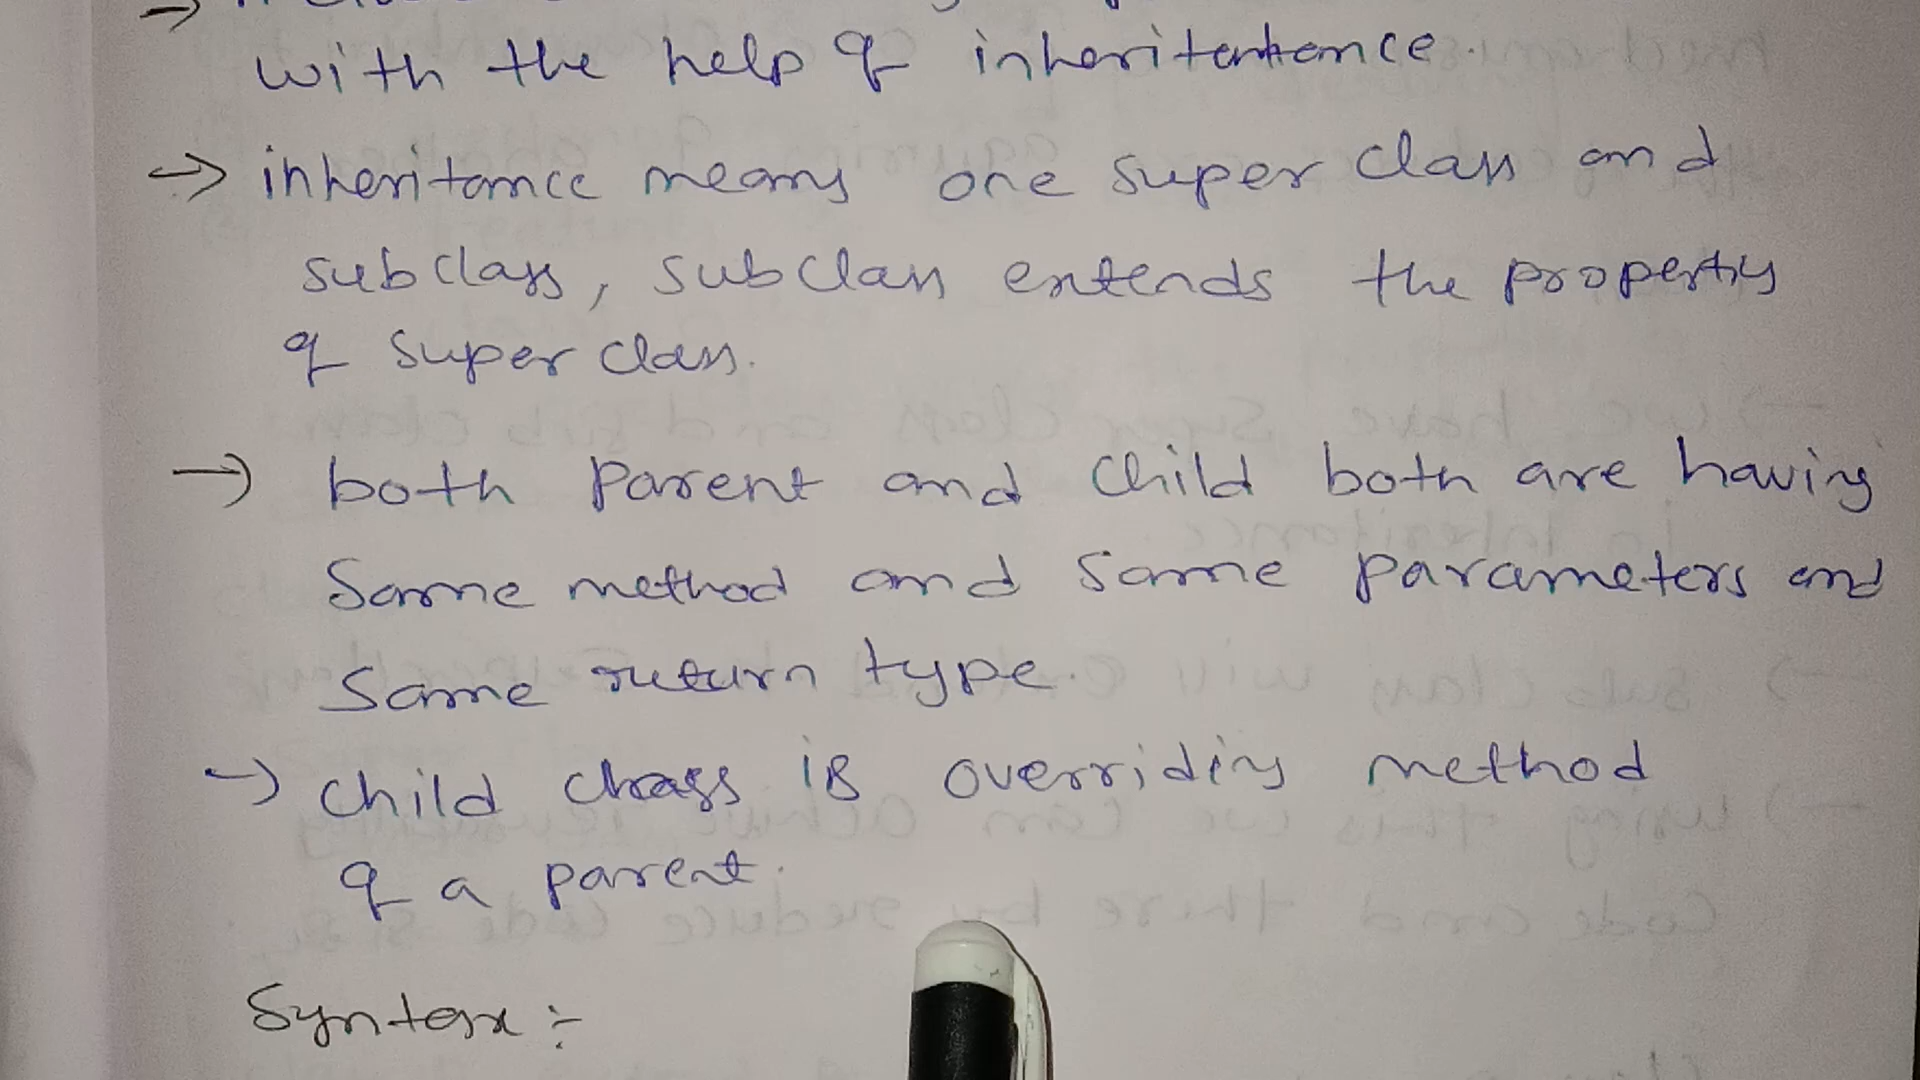 with the help of inheritantance.
→ inheritance means one super class and
subclass, subclass extends the property
of super class.
→ both parent and child both are having
same method and same parameters and
same return type.
→ child class is overriding method
of a parent.
Syntax :-